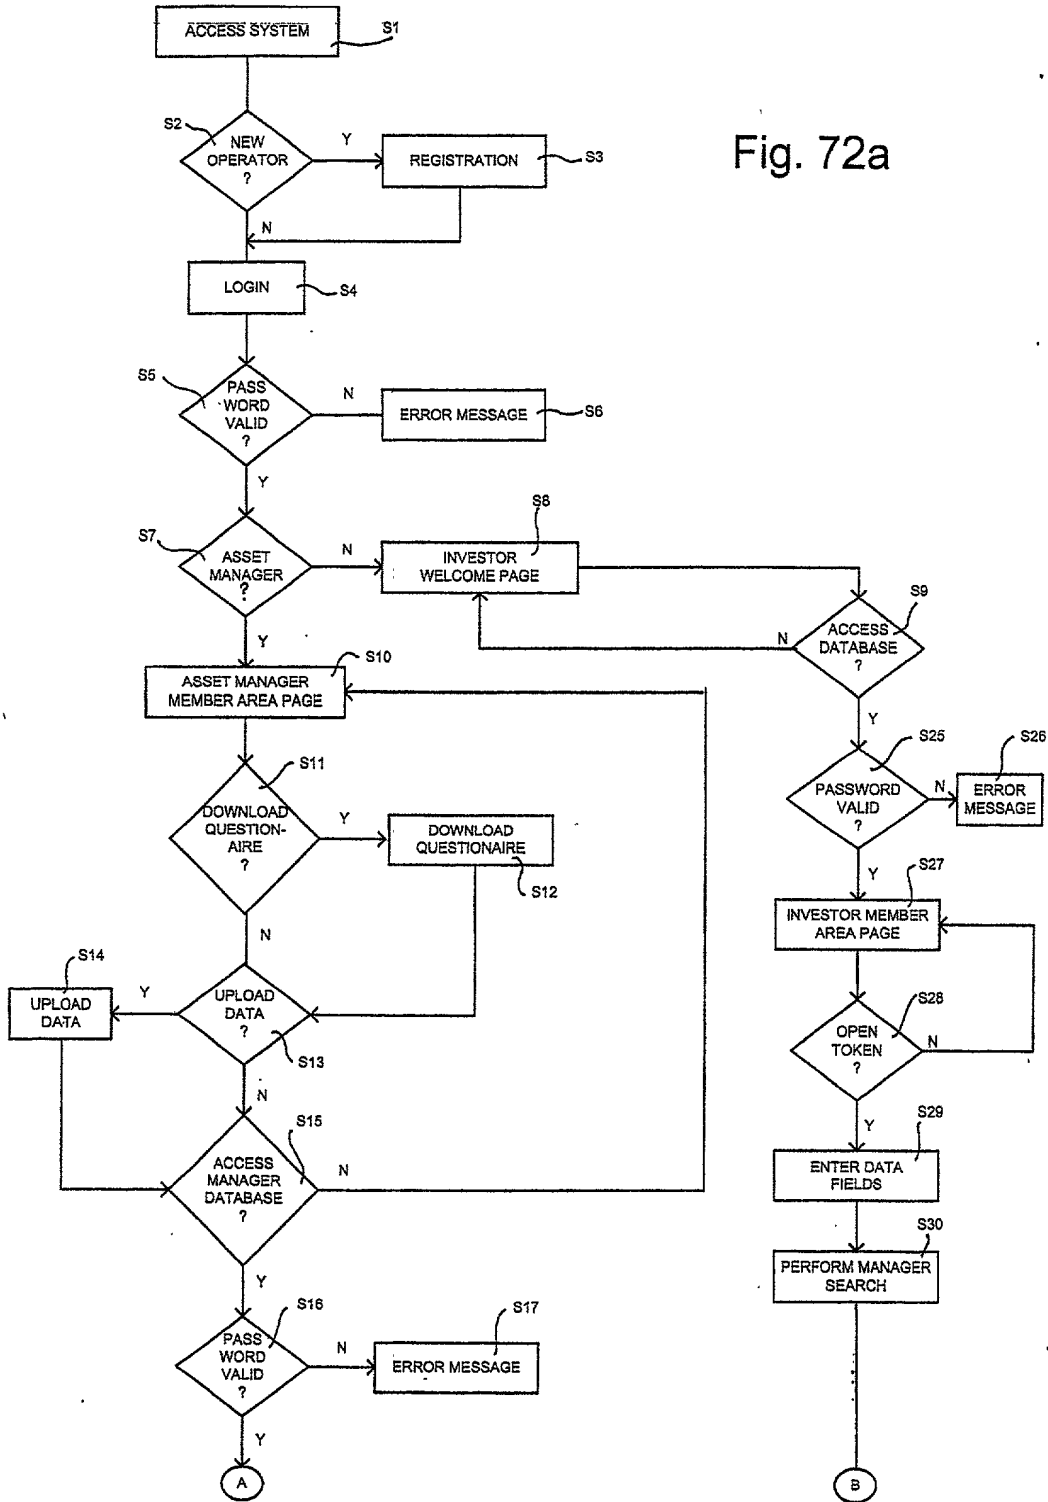 ACCESS SYSTEM
S1
S2
NEW
OPERATOR
?
Y
REGISTRATION
S3
Fig. 72a
N
LOGIN
S4
S5
PASS
WORD
VALID
?
N
ERROR MESSAGE
S6
Y
S7
ASSET
MANAGER
?
N
S8
INVESTOR
WELCOME PAGE
S9
ACCESS
DATABASE
?
N
Y
Y
S10
ASSET MANAGER
MEMBER AREA PAGE
S11
DOWNLOAD
QUESTION-
AIRE
?
Y
DOWNLOAD
QUESTIONAIRE
S12
N
S25
PASSWORD
VALID
?
N
S26
ERROR
MESSAGE
Y
S27
INVESTOR MEMBER
AREA PAGE
S14
UPLOAD
DATA
Y
UPLOAD
DATA
?
S13
N
S28
OPEN
TOKEN
?
N
Y
S15
ACCESS
MANAGER
DATABASE
?
N
Y
S29
ENTER DATA
FIELDS
S30
PERFORM MANAGER
SEARCH
S16
PASS
WORD
VALID
?
N
S17
ERROR MESSAGE
Y
A
B